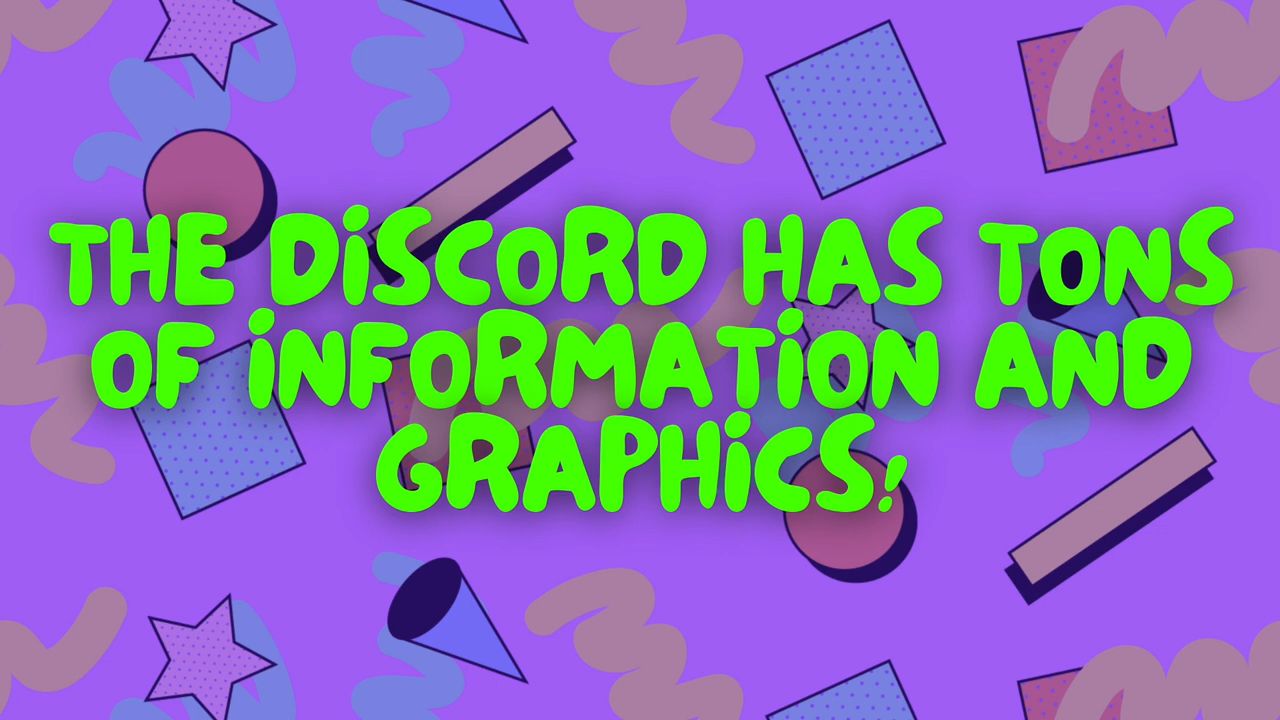 THE DISCORD HAS TONS
OF INFORMATION AND
GRAPHICS!